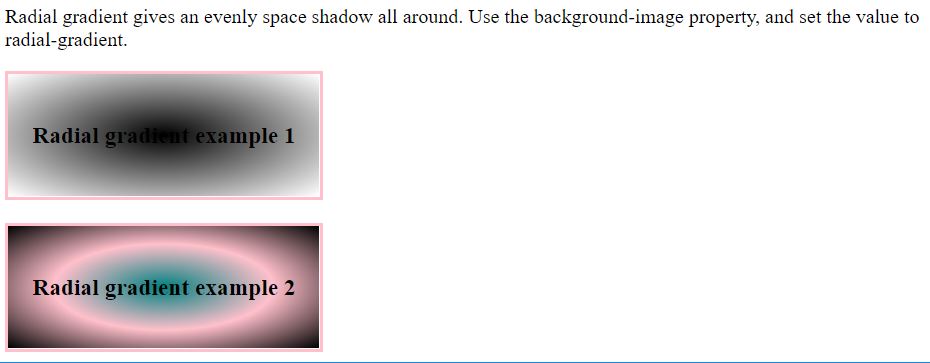 Radial gradient gives an evenly space shadow all around. Use the background-image property, and set the value to
radial-gradient.
Radial gradient example 1
Radial gradient example 2